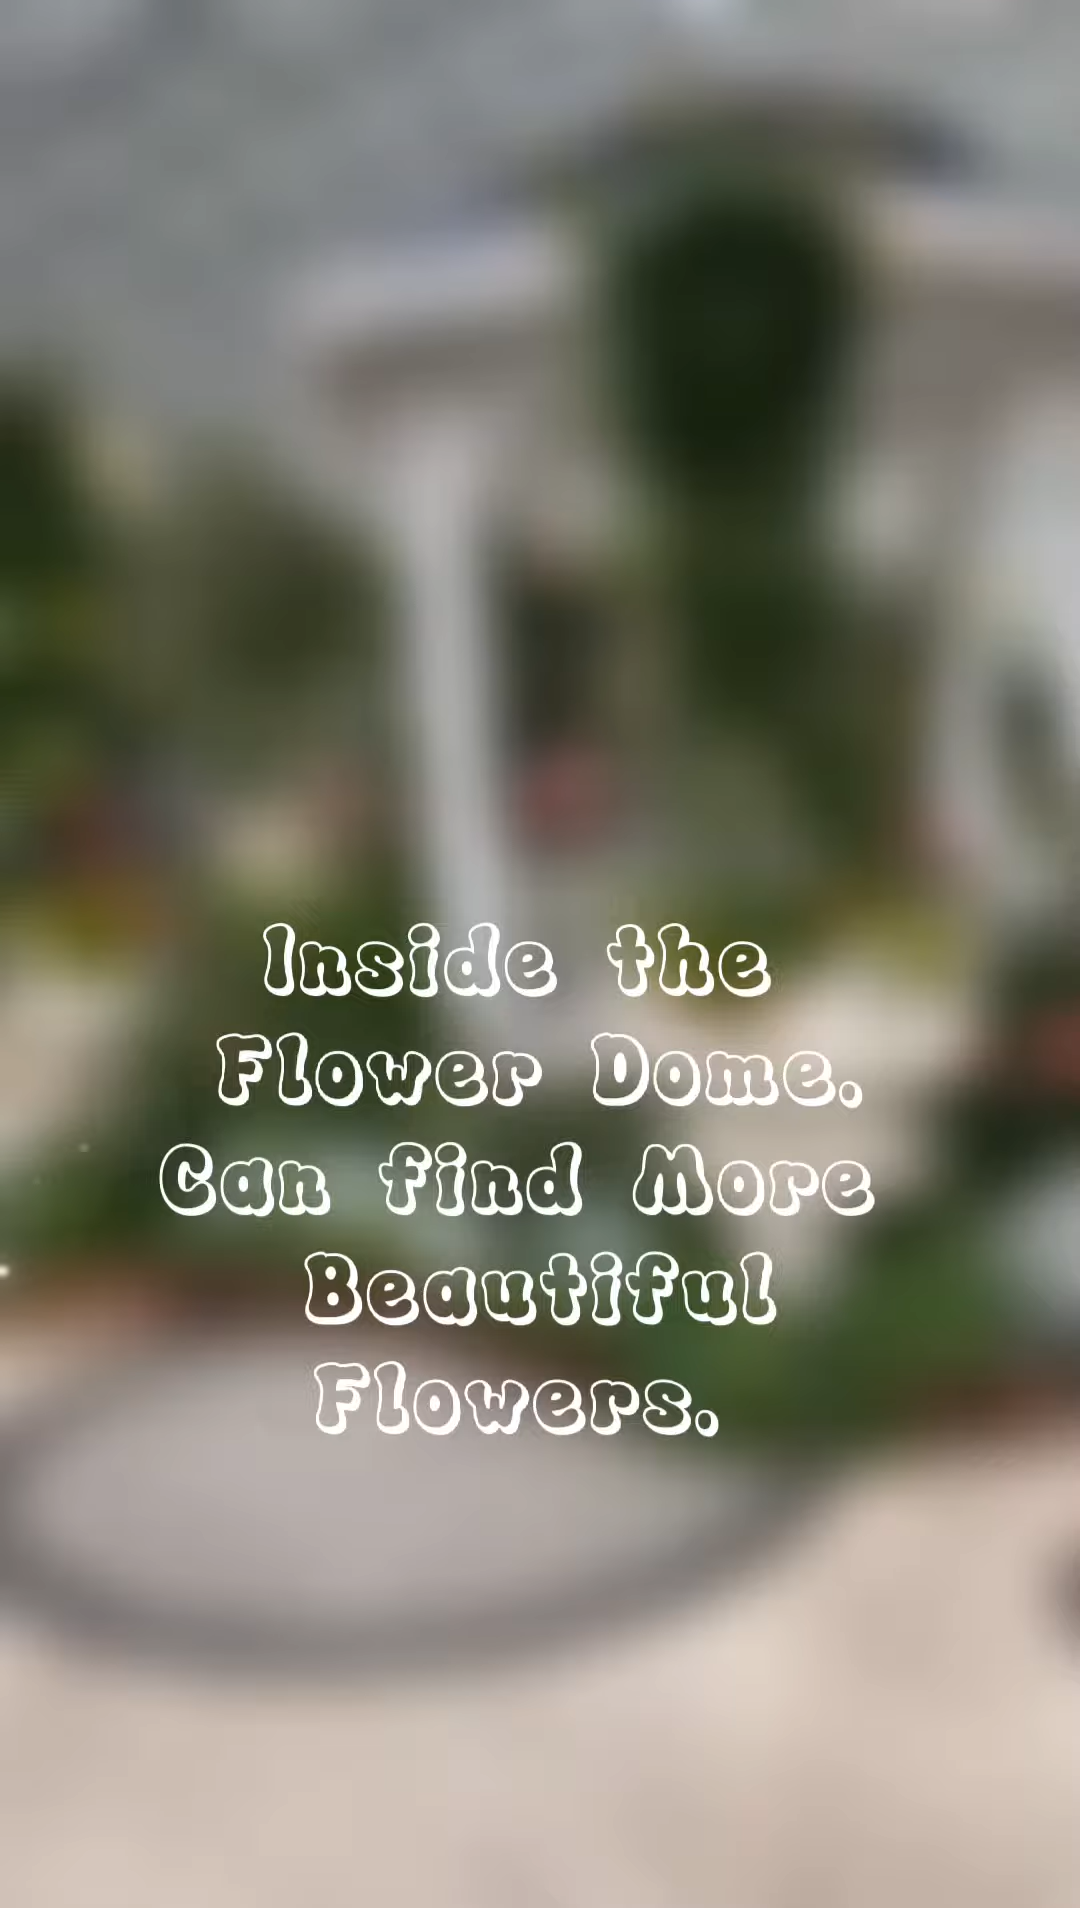 Inside the
Flower Dome.
Can find More
Beautiful
Flowers.